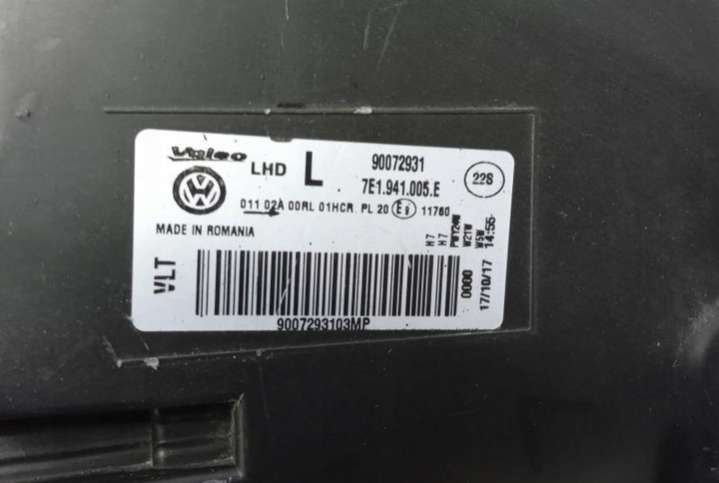 Valeo
LHD L 90072931
7E1.941.005.E
22S
011 02A 00RL 01HCR PL 20 11760
MADE IN ROMANIA
H7
H7
PWY24W
W21W
W5W
VLT
0000
17/10/17 14:55
9007293103MP